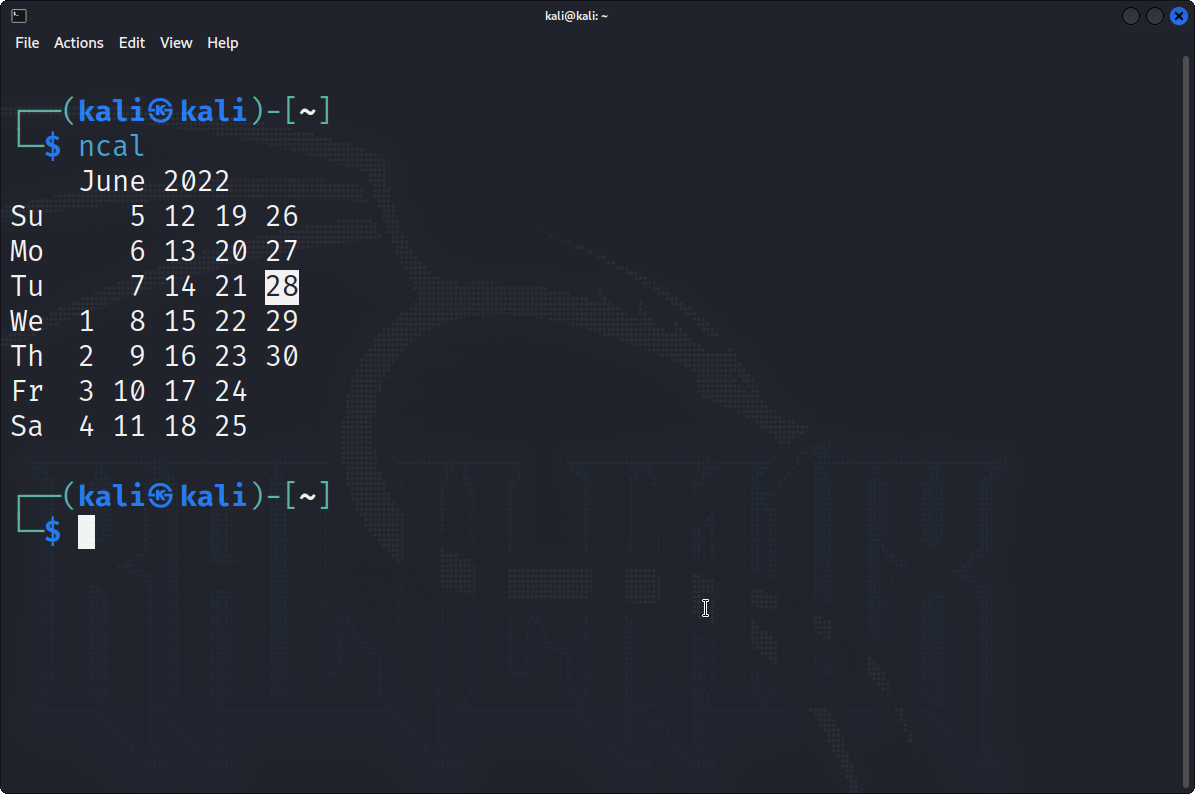 kali@kali: ~
File Actions Edit View Help
┌──(kali㉿kali)-[~]
└─$ ncal
    June 2022
Su     5 12 19 26
Mo     6 13 20 27
Tu     7 14 21 28
We  1  8 15 22 29
Th  2  9 16 23 30
Fr  3 10 17 24
Sa  4 11 18 25
┌──(kali㉿kali)-[~]
└─$